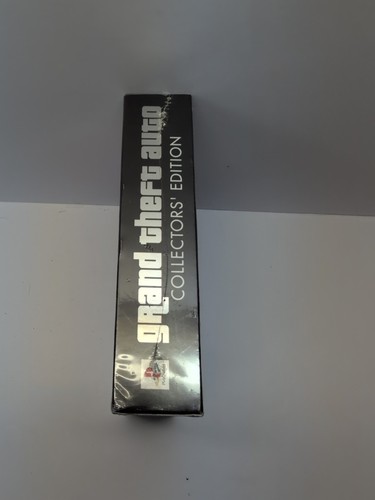 grand theft auto
COLLECTORS' EDITION